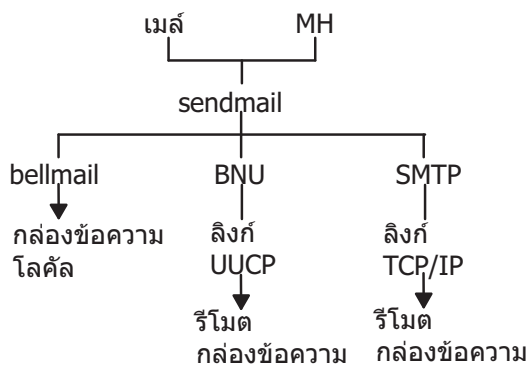 เมล์ MH
sendmail
bellmail BNU SMTP
กล่องข้อความ ลิงก์ ลิงก์
โลคัล UUCP TCP/IP
รีโมต รีโมต
กล่องข้อความ กล่องข้อความ